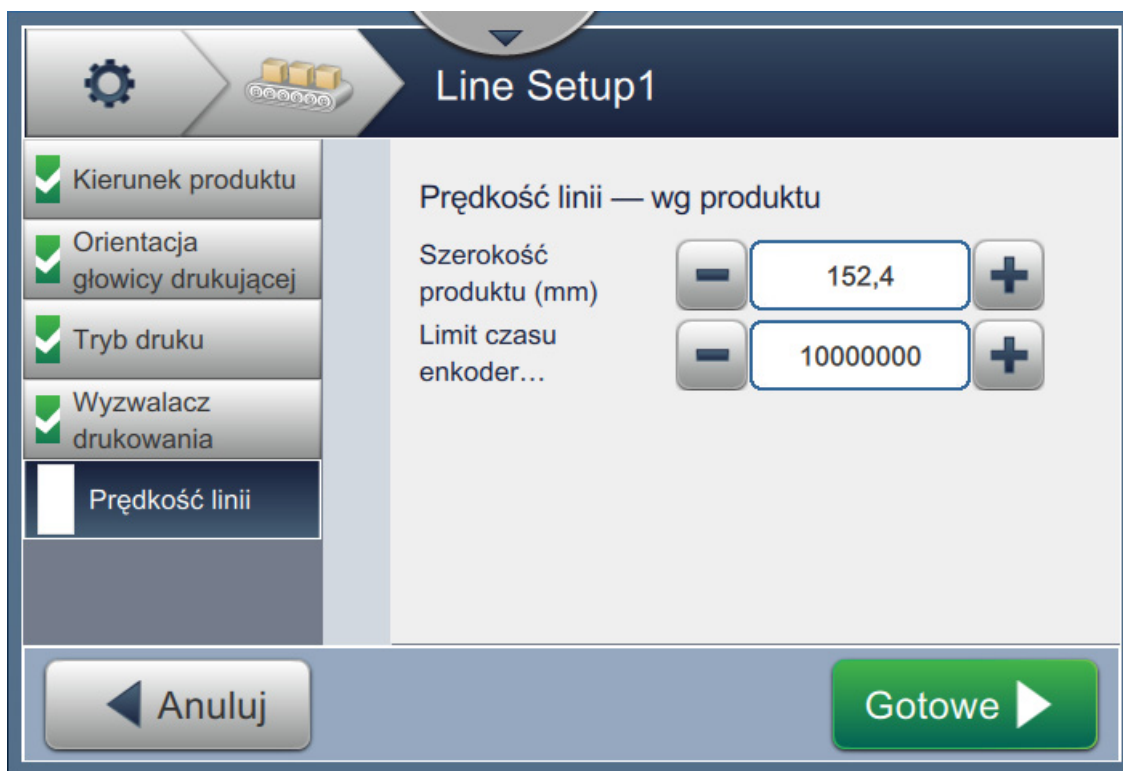 Line Setup1
Kierunek produktu
Orientacja
głowicy drukującej
Tryb druku
Wyzwalacz
drukowania
Prędkość linii
Prędkość linii — wg produktu
Szerokość
produktu (mm)
152,4
Limit czasu
enkoder…
10000000
Anuluj
Gotowe